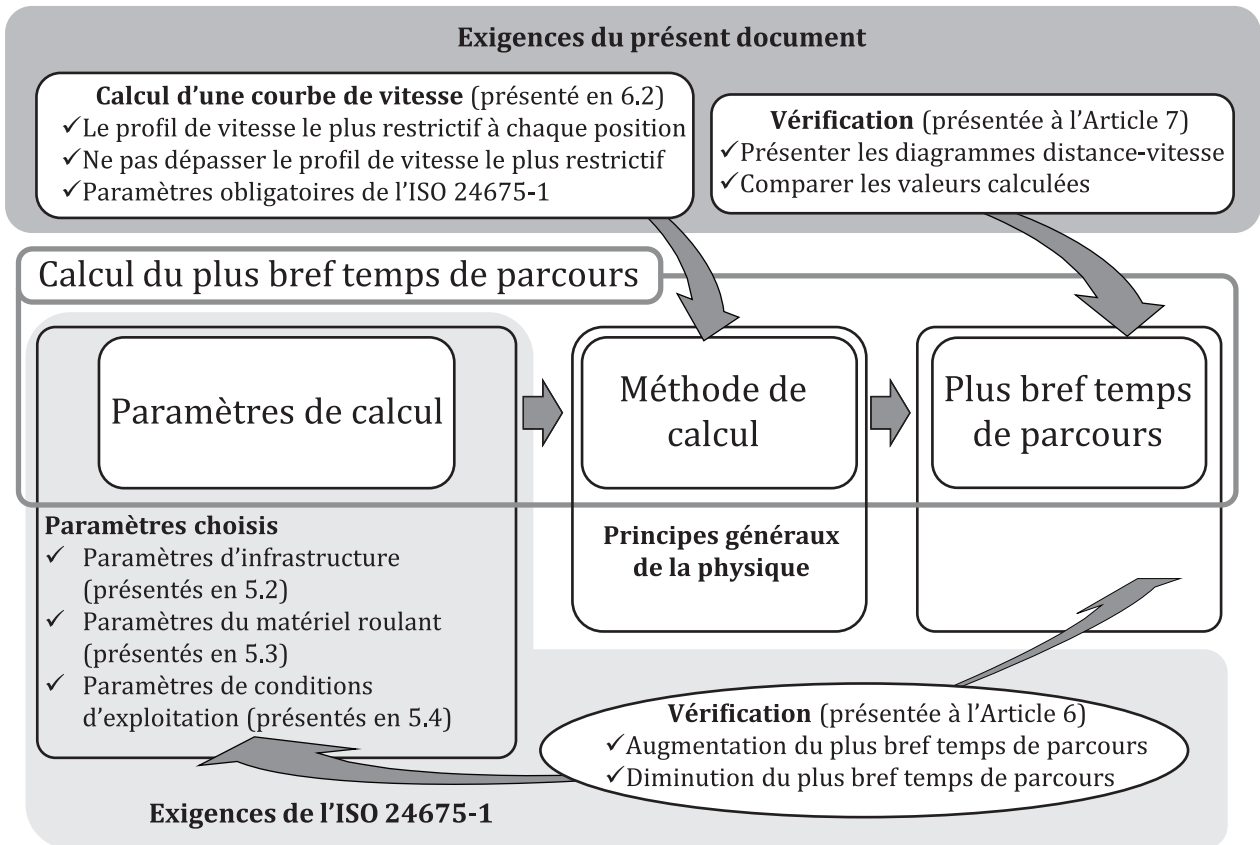 Exigences du présent document
Calcul d’une courbe de vitesse (présenté en 6.2)
✓Le profil de vitesse le plus restrictif à chaque position
✓Ne pas dépasser le profil de vitesse le plus restrictif
✓Paramètres obligatoires de l’ISO 24675-1
Vérification (présentée à l’Article 7)
✓Présenter les diagrammes distance-vitesse
✓Comparer les valeurs calculées
Calcul du plus bref temps de parcours
Paramètres de calcul
Méthode de
calcul
Plus bref temps
de parcours
Paramètres choisis
✓ Paramètres d’infrastructure
(présentés en 5.2)
✓ Paramètres du matériel roulant
(présentés en 5.3)
✓ Paramètres de conditions
d’exploitation (présentés en 5.4)
Principes généraux
de la physique
Vérification (présentée à l’Article 6)
✓Augmentation du plus bref temps de parcours
✓Diminution du plus bref temps de parcours
Exigences de l’ISO 24675-1